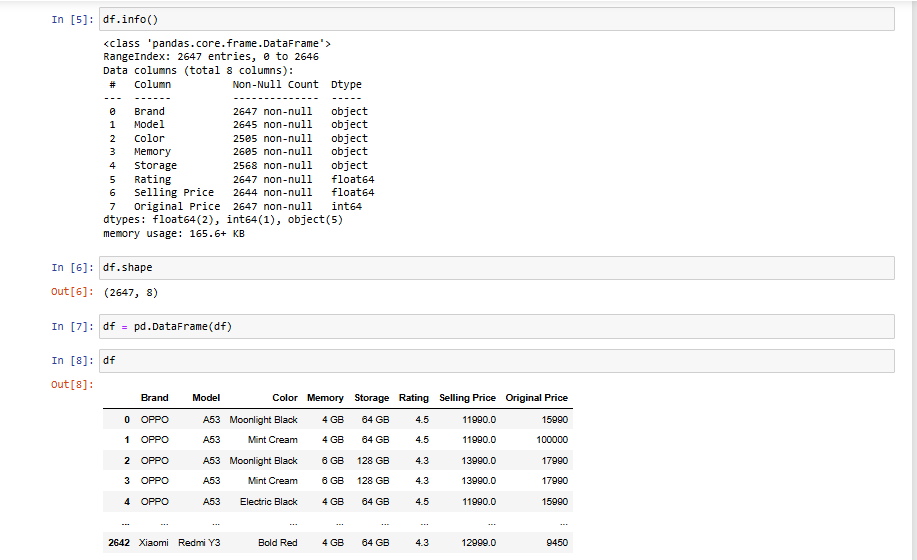 In [5]: df.info()
<class 'pandas.core.frame.DataFrame'>
RangeIndex: 2647 entries, 0 to 2646
Data columns (total 8 columns):
#   Column          Non-Null Count  Dtype
---  ------          --------------  -----
0   Brand           2647 non-null   object
1   Model           2645 non-null   object
2   Color           2505 non-null   object
3   Memory          2605 non-null   object
4   Storage         2568 non-null   object
5   Rating          2647 non-null   float64
6   Selling Price   2644 non-null   float64
7   Original Price  2647 non-null   int64
dtypes: float64(2), int64(1), object(5)
memory usage: 165.6+ KB
In [6]: df.shape
Out[6]: (2647, 8)
In [7]: df = pd.DataFrame(df)
In [8]: df
Out[8]:
Brand Model Color Memory Storage Rating Selling Price Original Price
0 OPPO A53 Moonlight Black 4 GB 64 GB 4.5 11990.0 15990
1 OPPO A53 Mint Cream 4 GB 64 GB 4.5 11990.0 100000
2 OPPO A53 Moonlight Black 6 GB 128 GB 4.3 13990.0 17990
3 OPPO A53 Mint Cream 6 GB 128 GB 4.3 13990.0 17990
4 OPPO A53 Electric Black 4 GB 64 GB 4.5 11990.0 15990
... ... ... ... ... ... ... ... ...
2642 Xiaomi Redmi Y3 Bold Red 4 GB 64 GB 4.3 12999.0 9450